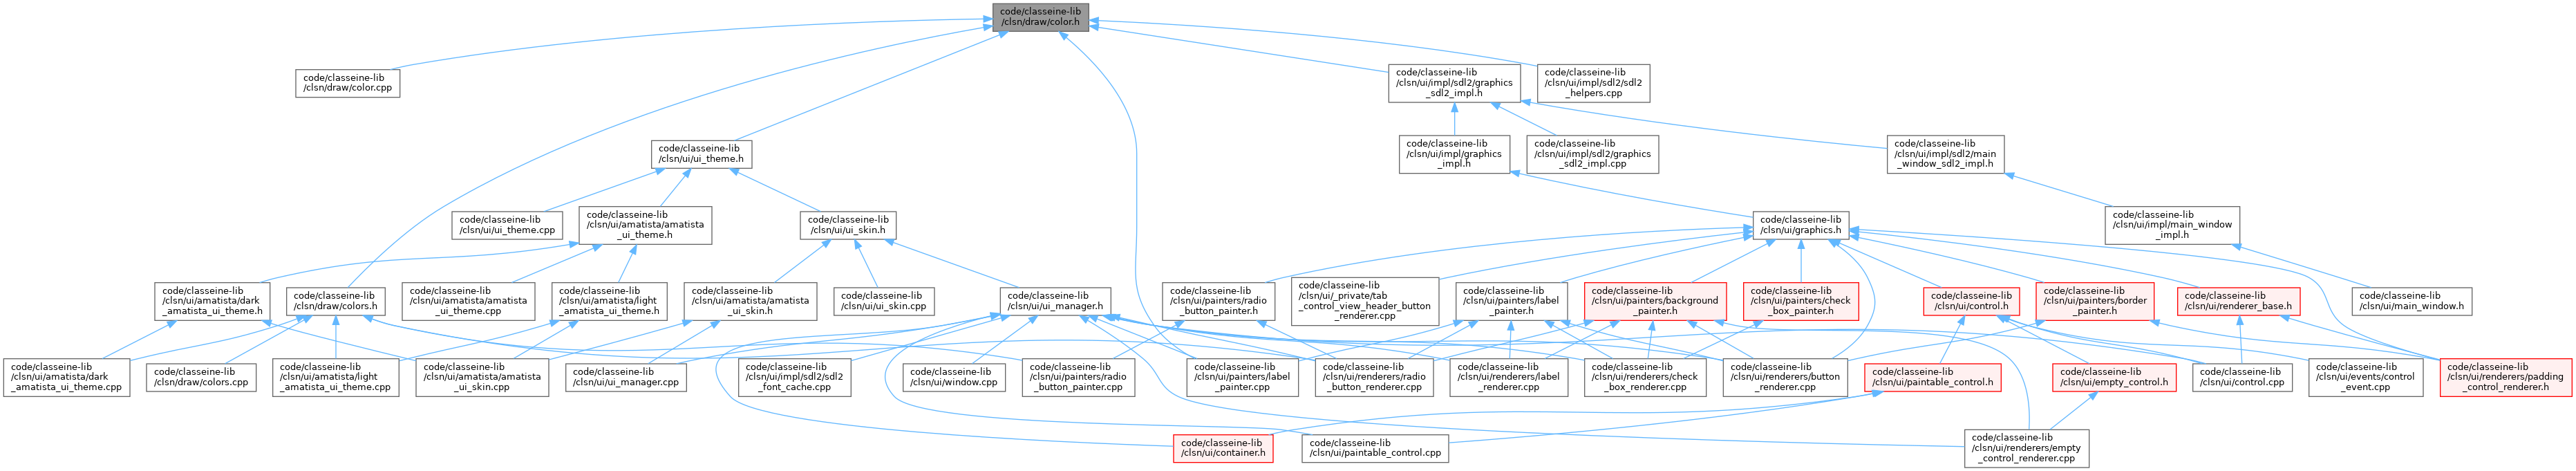 code/classeine-lib
/clsn/draw/color.h
code/classeine-lib
/clsn/draw/color.cpp
code/classeine-lib
/clsn/ui/impl/sdl2/graphics
_sdl2_impl.h
code/classeine-lib
/clsn/ui/impl/sdl2/sdl2
_helpers.cpp
code/classeine-lib
/clsn/ui/ui_theme.h
code/classeine-lib
/clsn/ui/impl/graphics
_impl.h
code/classeine-lib
/clsn/ui/impl/sdl2/graphics
_sdl2_impl.cpp
code/classeine-lib
/clsn/ui/impl/sdl2/main
_window_sdl2_impl.h
code/classeine-lib
/clsn/ui/ui_theme.cpp
code/classeine-lib
/clsn/ui/amatista/amatista
_ui_theme.h
code/classeine-lib
/clsn/ui/ui_skin.h
code/classeine-lib
/clsn/ui/graphics.h
code/classeine-lib
/clsn/ui/impl/main_window
_impl.h
code/classeine-lib
/clsn/ui/amatista/dark
_amatista_ui_theme.h
code/classeine-lib
/clsn/draw/colors.h
code/classeine-lib
/clsn/ui/amatista/amatista
_ui_theme.cpp
code/classeine-lib
/clsn/ui/amatista/light
_amatista_ui_theme.h
code/classeine-lib
/clsn/ui/amatista/amatista
_ui_skin.h
code/classeine-lib
/clsn/ui/ui_skin.cpp
code/classeine-lib
/clsn/ui/ui_manager.h
code/classeine-lib
/clsn/ui/painters/radio
_button_painter.h
code/classeine-lib
/clsn/ui/_private/tab
_control_view_header_button
_renderer.cpp
code/classeine-lib
/clsn/ui/painters/label
_painter.h
code/classeine-lib
/clsn/ui/painters/background
_painter.h
code/classeine-lib
/clsn/ui/painters/check
_box_painter.h
code/classeine-lib
/clsn/ui/control.h
code/classeine-lib
/clsn/ui/painters/border
_painter.h
code/classeine-lib
/clsn/ui/renderer_base.h
code/classeine-lib
/clsn/ui/main_window.h
code/classeine-lib
/clsn/ui/amatista/dark
_amatista_ui_theme.cpp
code/classeine-lib
/clsn/draw/colors.cpp
code/classeine-lib
/clsn/ui/amatista/light
_amatista_ui_theme.cpp
code/classeine-lib
/clsn/ui/amatista/amatista
_ui_skin.cpp
code/classeine-lib
/clsn/ui/ui_manager.cpp
code/classeine-lib
/clsn/ui/impl/sdl2/sdl2
_font_cache.cpp
code/classeine-lib
/clsn/ui/window.cpp
code/classeine-lib
/clsn/ui/painters/radio
_button_painter.cpp
code/classeine-lib
/clsn/ui/painters/label
_painter.cpp
code/classeine-lib
/clsn/ui/renderers/radio
_button_renderer.cpp
code/classeine-lib
/clsn/ui/renderers/label
_renderer.cpp
code/classeine-lib
/clsn/ui/renderers/check
_box_renderer.cpp
code/classeine-lib
/clsn/ui/renderers/button
_renderer.cpp
code/classeine-lib
/clsn/ui/paintable_control.h
code/classeine-lib
/clsn/ui/empty_control.h
code/classeine-lib
/clsn/ui/control.cpp
code/classeine-lib
/clsn/ui/events/control
_event.cpp
code/classeine-lib
/clsn/ui/renderers/padding
_control_renderer.h
code/classeine-lib
/clsn/ui/container.h
code/classeine-lib
/clsn/ui/paintable_control.cpp
code/classeine-lib
/clsn/ui/renderers/empty
_control_renderer.cpp